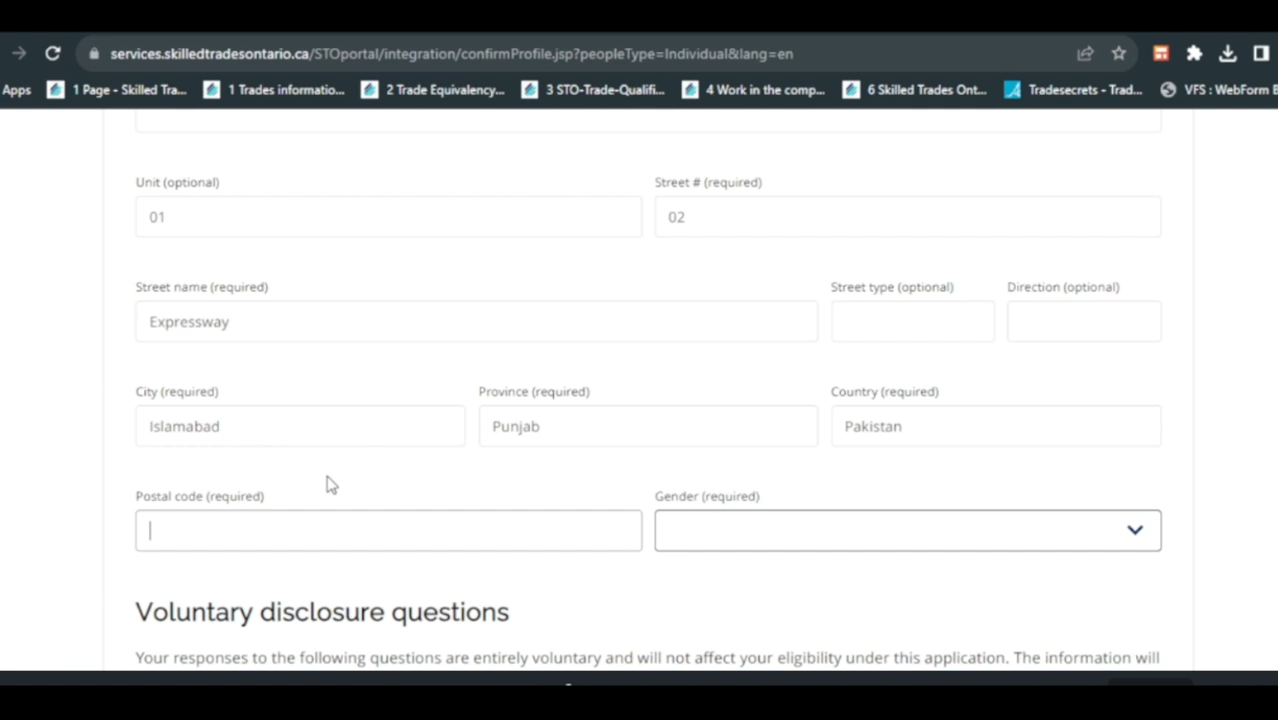 services.skilledtradesontario.ca/STOportal/integration/confirmProfile.jsp?peopleType=Individual&lang=en
Apps 1 Page - Skilled Tra... 1 Trades informatio... 2 Trade Equivalency... 3 STO-Trade-Qualifi... 4 Work in the comp... 6 Skilled Trades Ont... Tradesecrets - Trad... VFS : WebForm
Unit (optional) Street # (required)
01 02
Street name (required) Street type (optional) Direction (optional)
Expressway
City (required) Province (required) Country (required)
Islamabad Punjab Pakistan
Postal code (required) Gender (required)
Voluntary disclosure questions
Your responses to the following questions are entirely voluntary and will not affect your eligibility under this application. The information will